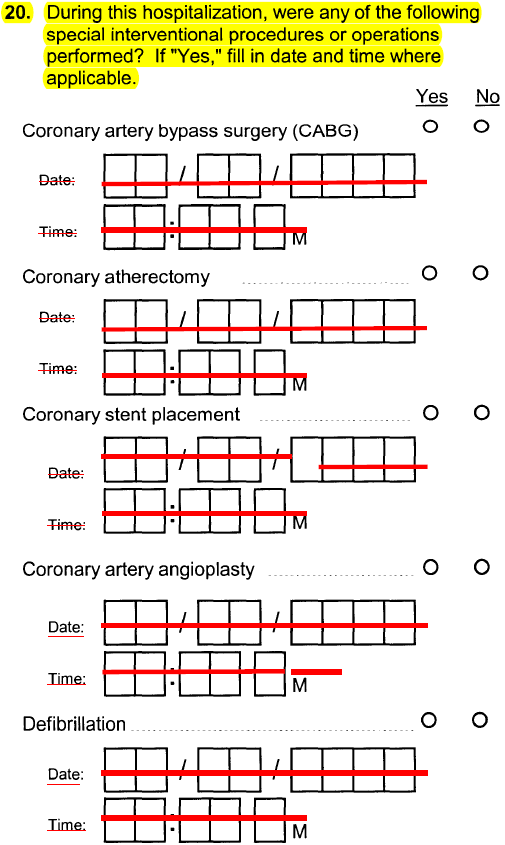 20. During this hospitalization, were any of the following
special interventional procedures or operations
performed? If "Yes," fill in date and time where
applicable.
Yes No
Coronary artery bypass surgery (CABG)
Date: / /
Time: : M
Coronary atherectomy
Date: / /
Time: : M
Coronary stent placement
Date: / /
Time: : M
Coronary artery angioplasty
Date: / /
Time: : M
Defibrillation
Date: / /
Time: : M